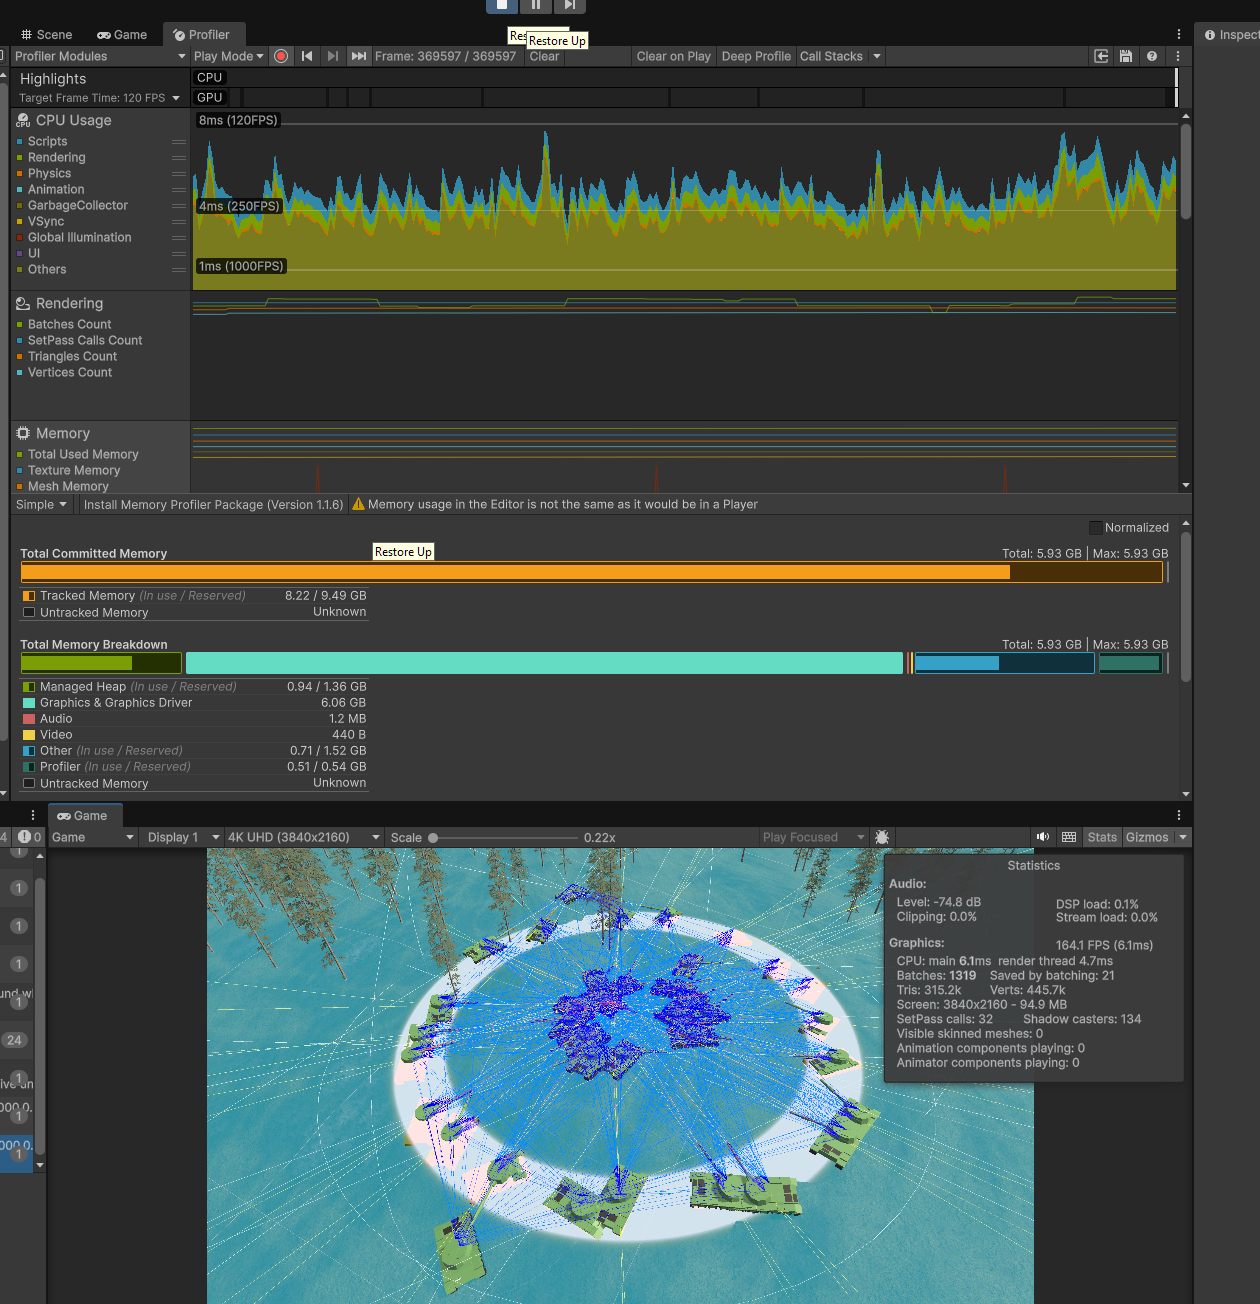 Scene Game Profiler
Res
Restore Up
Inspect
Profiler Modules Play Mode Frame: 369597 / 369597 Clear Clear on Play Deep Profile Call Stacks
Highlights
Target Frame Time: 120 FPS
CPU
GPU
CPU Usage
Scripts
Rendering
Physics
Animation
GarbageCollector
VSync
Global Illumination
UI
Others
8ms (120FPS)
4ms (250FPS)
1ms (1000FPS)
Rendering
Batches Count
SetPass Calls Count
Triangles Count
Vertices Count
Memory
Total Used Memory
Texture Memory
Mesh Memory
Simple Install Memory Profiler Package (Version 1.1.6) Memory usage in the Editor is not the same as it would be in a Player
Normalized
Restore Up
Total Committed Memory Total: 5.93 GB | Max: 5.93 GB
Tracked Memory (In use / Reserved) 8.22 / 9.49 GB
Untracked Memory Unknown
Total Memory Breakdown Total: 5.93 GB | Max: 5.93 GB
Managed Heap (In use / Reserved) 0.94 / 1.36 GB
Graphics & Graphics Driver 6.06 GB
Audio 1.2 MB
Video 440 B
Other (In use / Reserved) 0.71 / 1.52 GB
Profiler (In use / Reserved) 0.51 / 0.54 GB
Untracked Memory Unknown
Game
4 0 Game Display 1 4K UHD (3840x2160) Scale 0.22x Play Focused Stats Gizmos
1
1
1
1
und wi
1
24
1
ive an
000 0.
1
000 0.
1
Statistics
Audio:
Level: -74.8 dB DSP load: 0.1%
Clipping: 0.0% Stream load: 0.0%
Graphics: 164.1 FPS (6.1ms)
CPU: main 6.1ms render thread 4.7ms
Batches: 1319 Saved by batching: 21
Tris: 315.2k Verts: 445.7k
Screen: 3840x2160 - 94.9 MB
SetPass calls: 32 Shadow casters: 134
Visible skinned meshes: 0
Animation components playing: 0
Animator components playing: 0